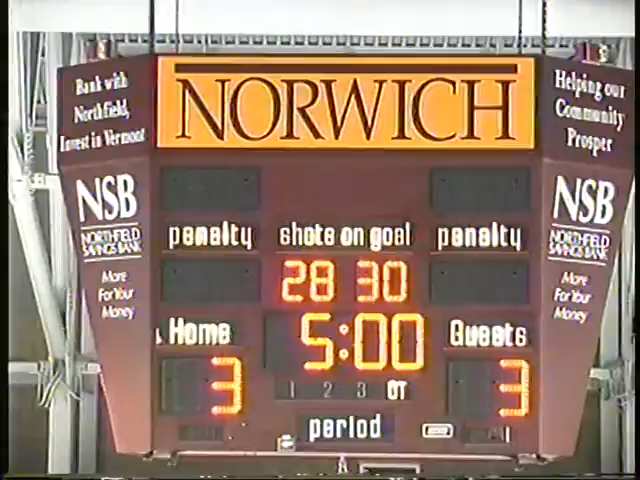 NORWICH
Bank with
Northfield,
Invest in Vermont
Helping our
Community
Prosper
NSB
NORTHFIELD
SAVINGS BANK
More
For Your
Money
NSB
NORTHFIELD
SAVINGS BANK
More
For Your
Money
penalty shots on goal penalty
28 30
Home 5:00 Guests
3 1 2 3 OT 3
period